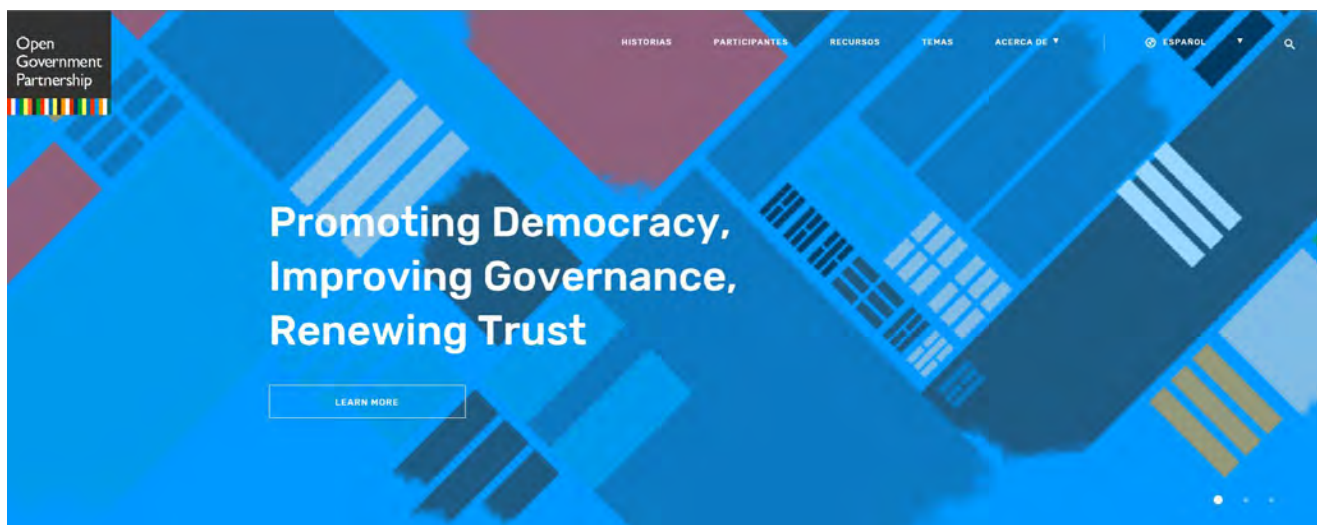 Open
Government
Partnership
HISTORIAS PARTICIPANTES RECURSOS TEMAS ACERCA DE ESPAÑOL
Promoting Democracy,
Improving Governance,
Renewing Trust
LEARN MORE